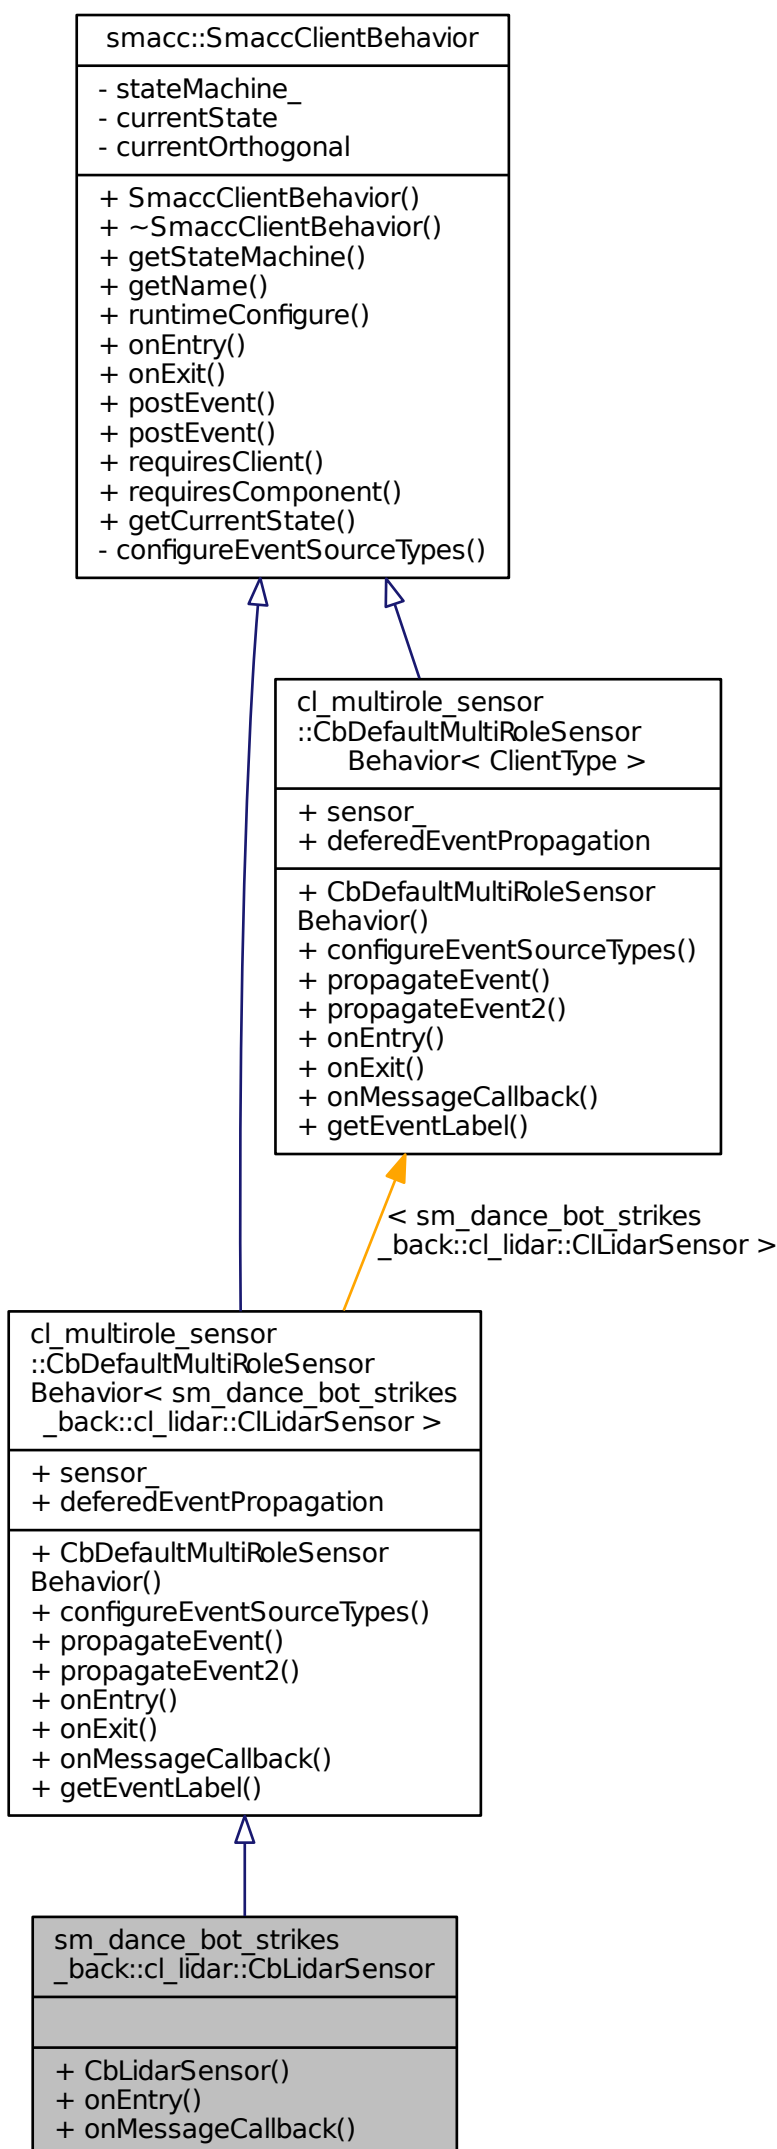 smacc::SmaccClientBehavior
- stateMachine_
- currentState
- currentOrthogonal
+ SmaccClientBehavior()
+ ~SmaccClientBehavior()
+ getStateMachine()
+ getName()
+ runtimeConfigure()
+ onEntry()
+ onExit()
+ postEvent()
+ postEvent()
+ requiresClient()
+ requiresComponent()
+ getCurrentState()
- configureEventSourceTypes()
cl_multirole_sensor
::CbDefaultMultiRoleSensor
Behavior< ClientType >
+ sensor_
+ deferedEventPropagation
+ CbDefaultMultiRoleSensor
Behavior()
+ configureEventSourceTypes()
+ propagateEvent()
+ propagateEvent2()
+ onEntry()
+ onExit()
+ onMessageCallback()
+ getEventLabel()
< sm_dance_bot_strikes
_back::cl_lidar::ClLidarSensor >
cl_multirole_sensor
::CbDefaultMultiRoleSensor
Behavior< sm_dance_bot_strikes
_back::cl_lidar::ClLidarSensor >
+ sensor_
+ deferedEventPropagation
+ CbDefaultMultiRoleSensor
Behavior()
+ configureEventSourceTypes()
+ propagateEvent()
+ propagateEvent2()
+ onEntry()
+ onExit()
+ onMessageCallback()
+ getEventLabel()
sm_dance_bot_strikes
_back::cl_lidar::CbLidarSensor
+ CbLidarSensor()
+ onEntry()
+ onMessageCallback()